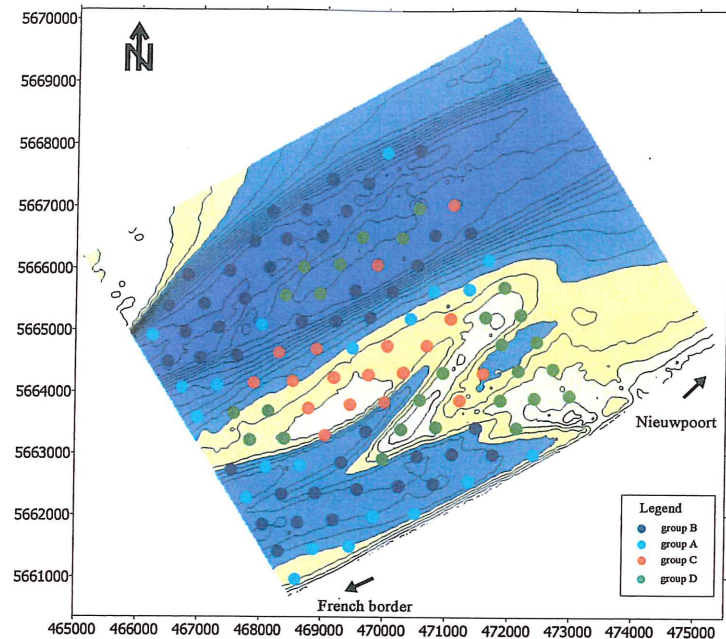 5670000
N
5669000
5668000
5667000
5666000
5665000
5664000
5663000
5662000
5661000
Nieuwpoort
Legend
group B
group A
group C
group D
French border
465000 466000 467000 468000 469000 470000 471000 472000 473000 474000 475000